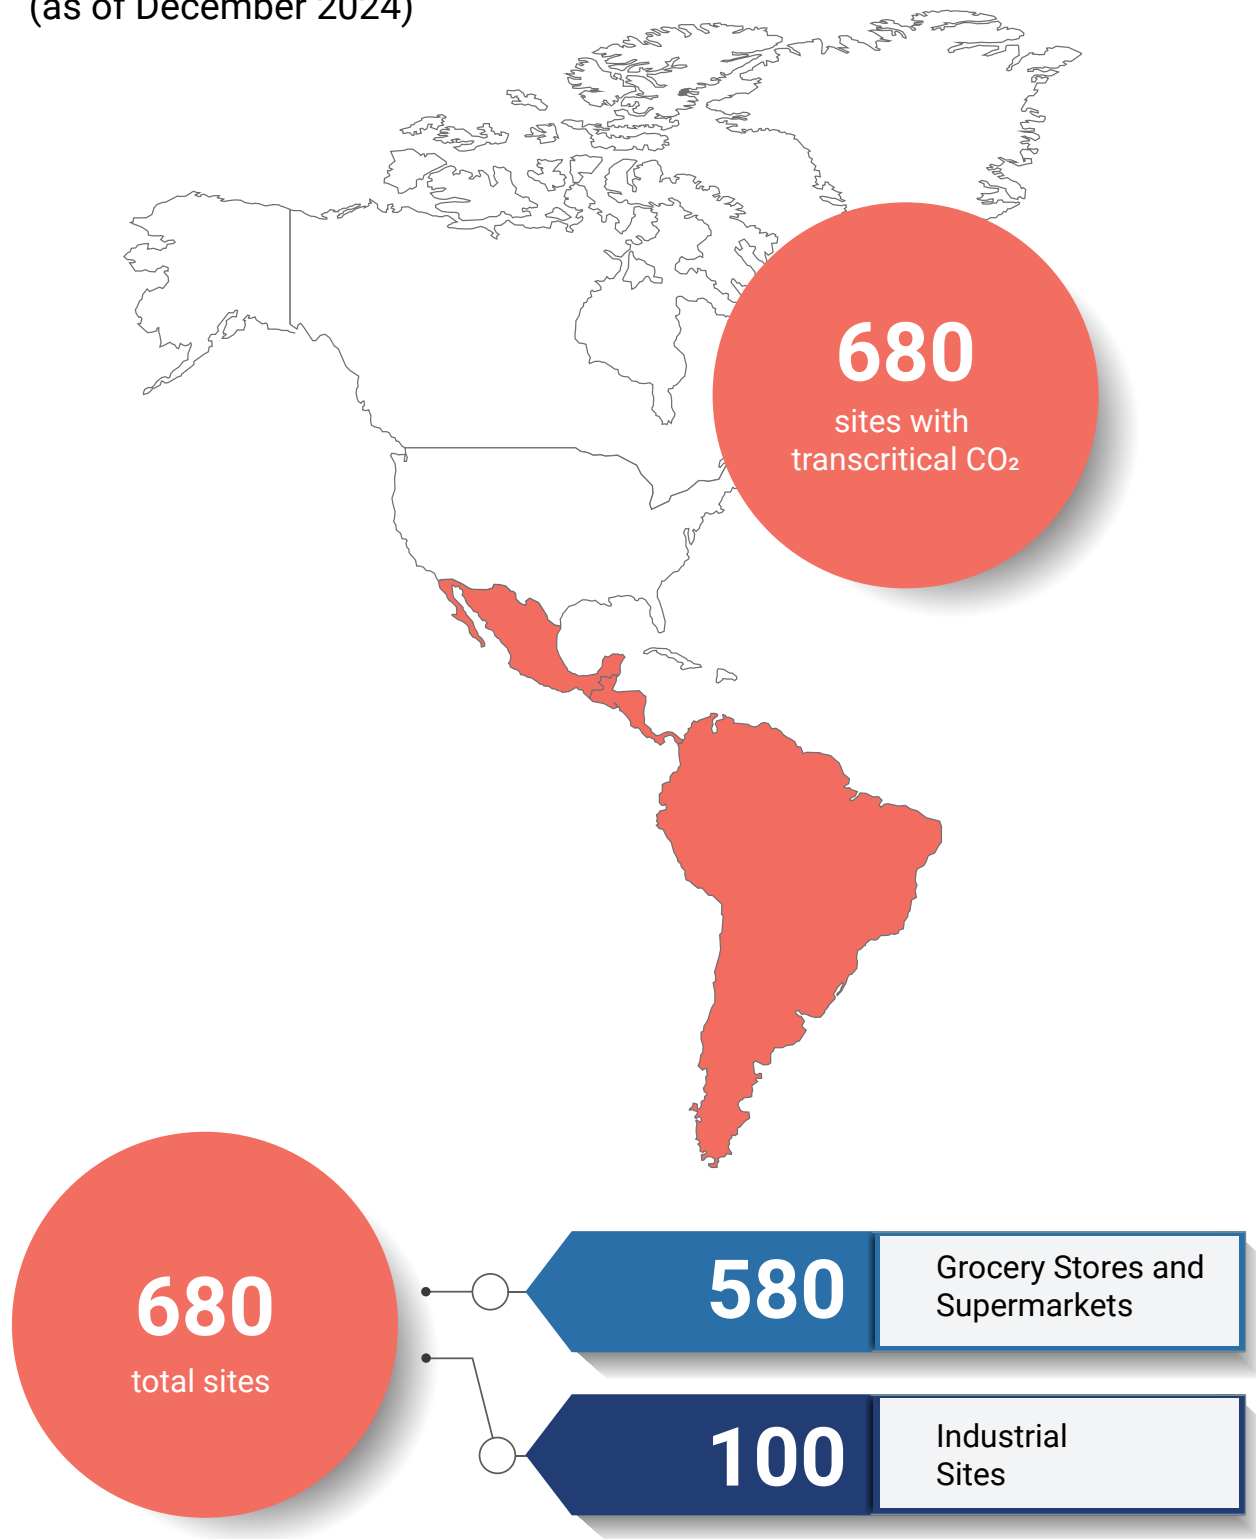 (as of December 2024)
680
sites with
transcritical CO₂
680
total sites
580
Grocery Stores and
Supermarkets
100
Industrial
Sites